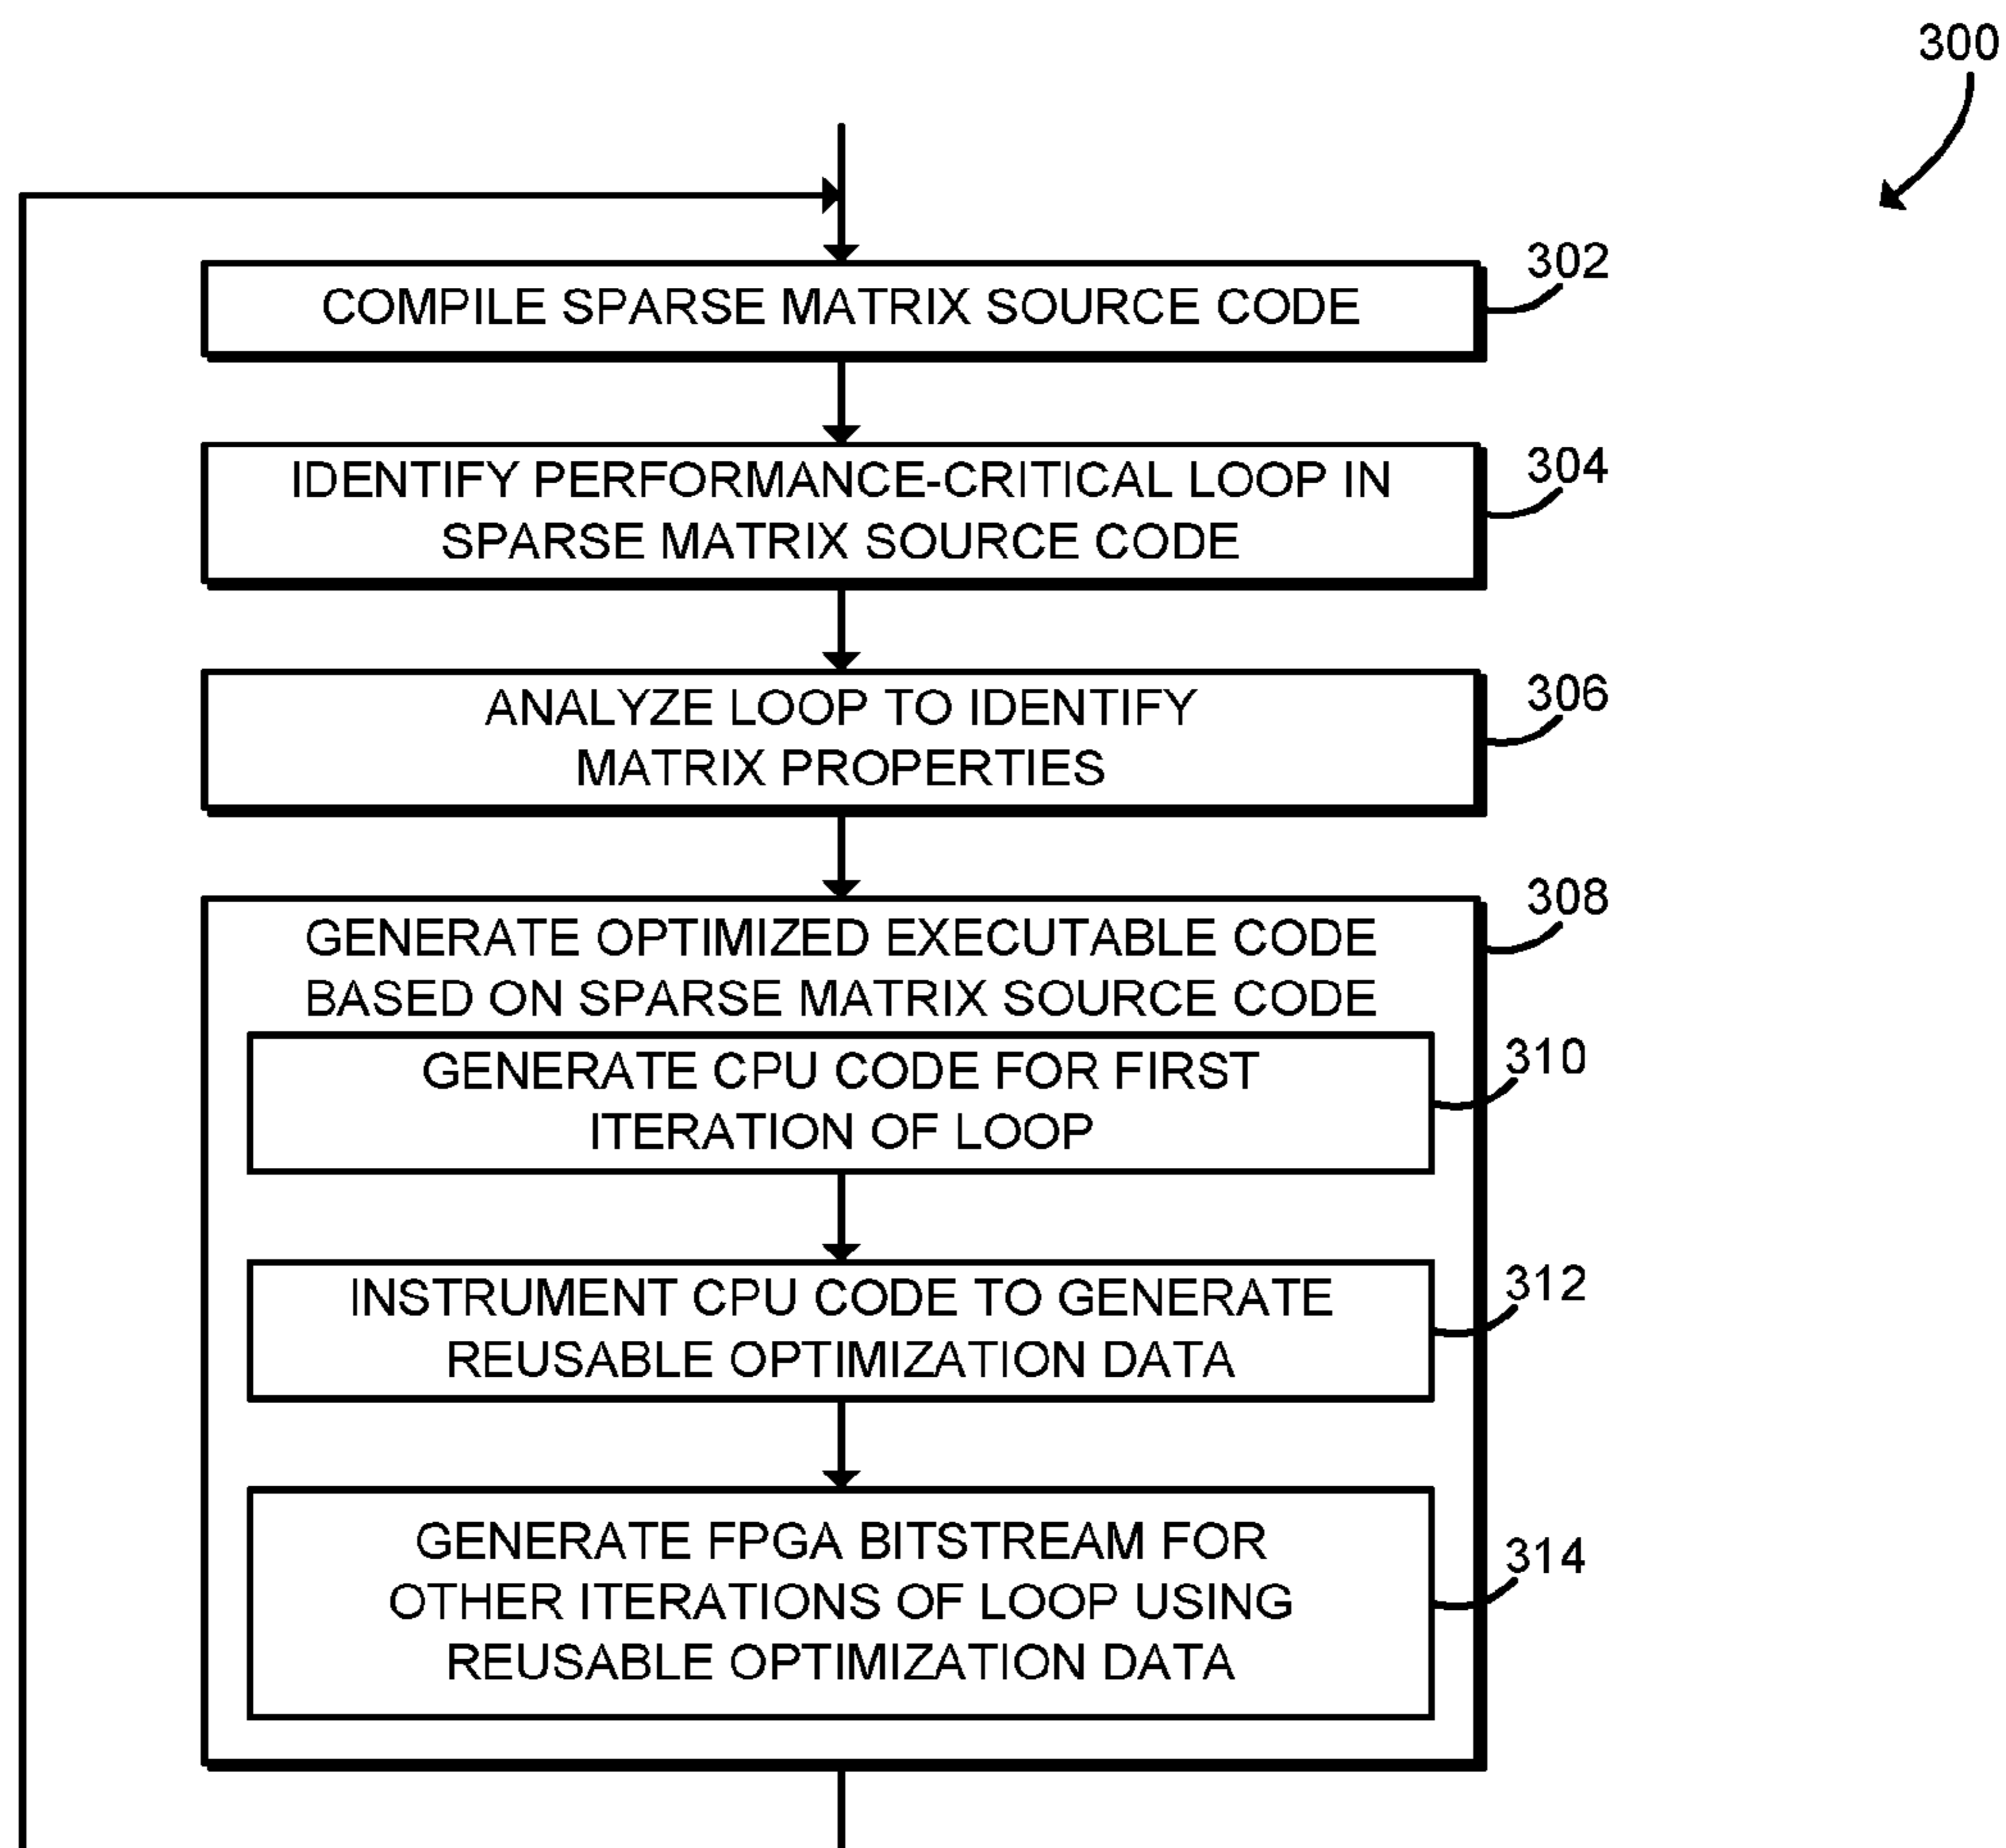 300
302
COMPILE SPARSE MATRIX SOURCE CODE
304
IDENTIFY PERFORMANCE-CRITICAL LOOP IN
SPARSE MATRIX SOURCE CODE
306
ANALYZE LOOP TO IDENTIFY
MATRIX PROPERTIES
308
GENERATE OPTIMIZED EXECUTABLE CODE
BASED ON SPARSE MATRIX SOURCE CODE
310
GENERATE CPU CODE FOR FIRST
ITERATION OF LOOP
312
INSTRUMENT CPU CODE TO GENERATE
REUSABLE OPTIMIZATION DATA
314
GENERATE FPGA BITSTREAM FOR
OTHER ITERATIONS OF LOOP USING
REUSABLE OPTIMIZATION DATA